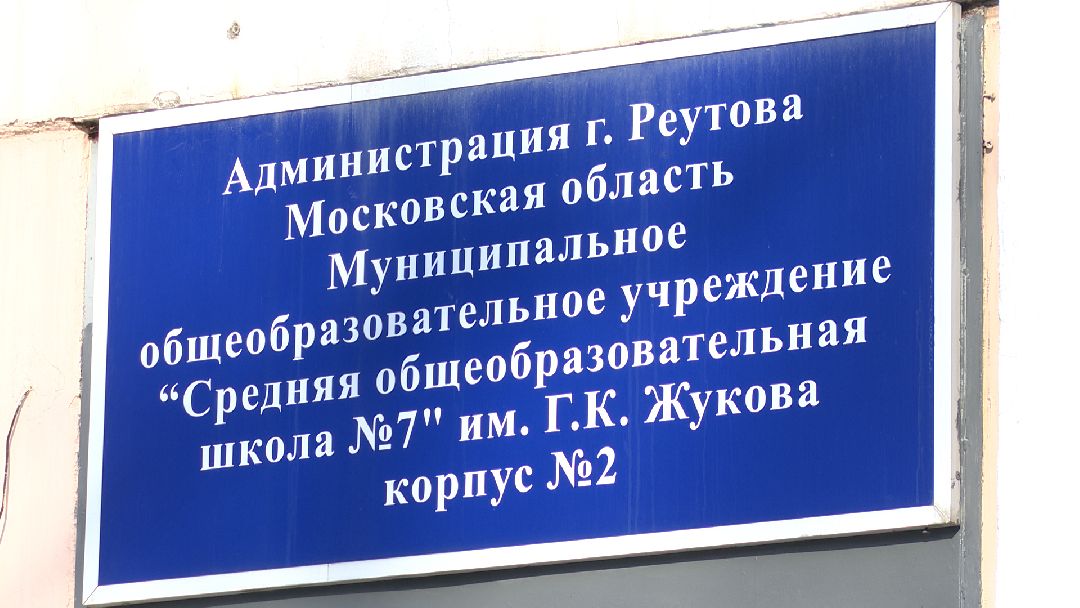 Администрация г. Реутова
Московская область
Муниципальное
общеобразовательное учреждение
“Средняя общеобразовательная
школа №7" им. Г.К. Жукова
корпус №2